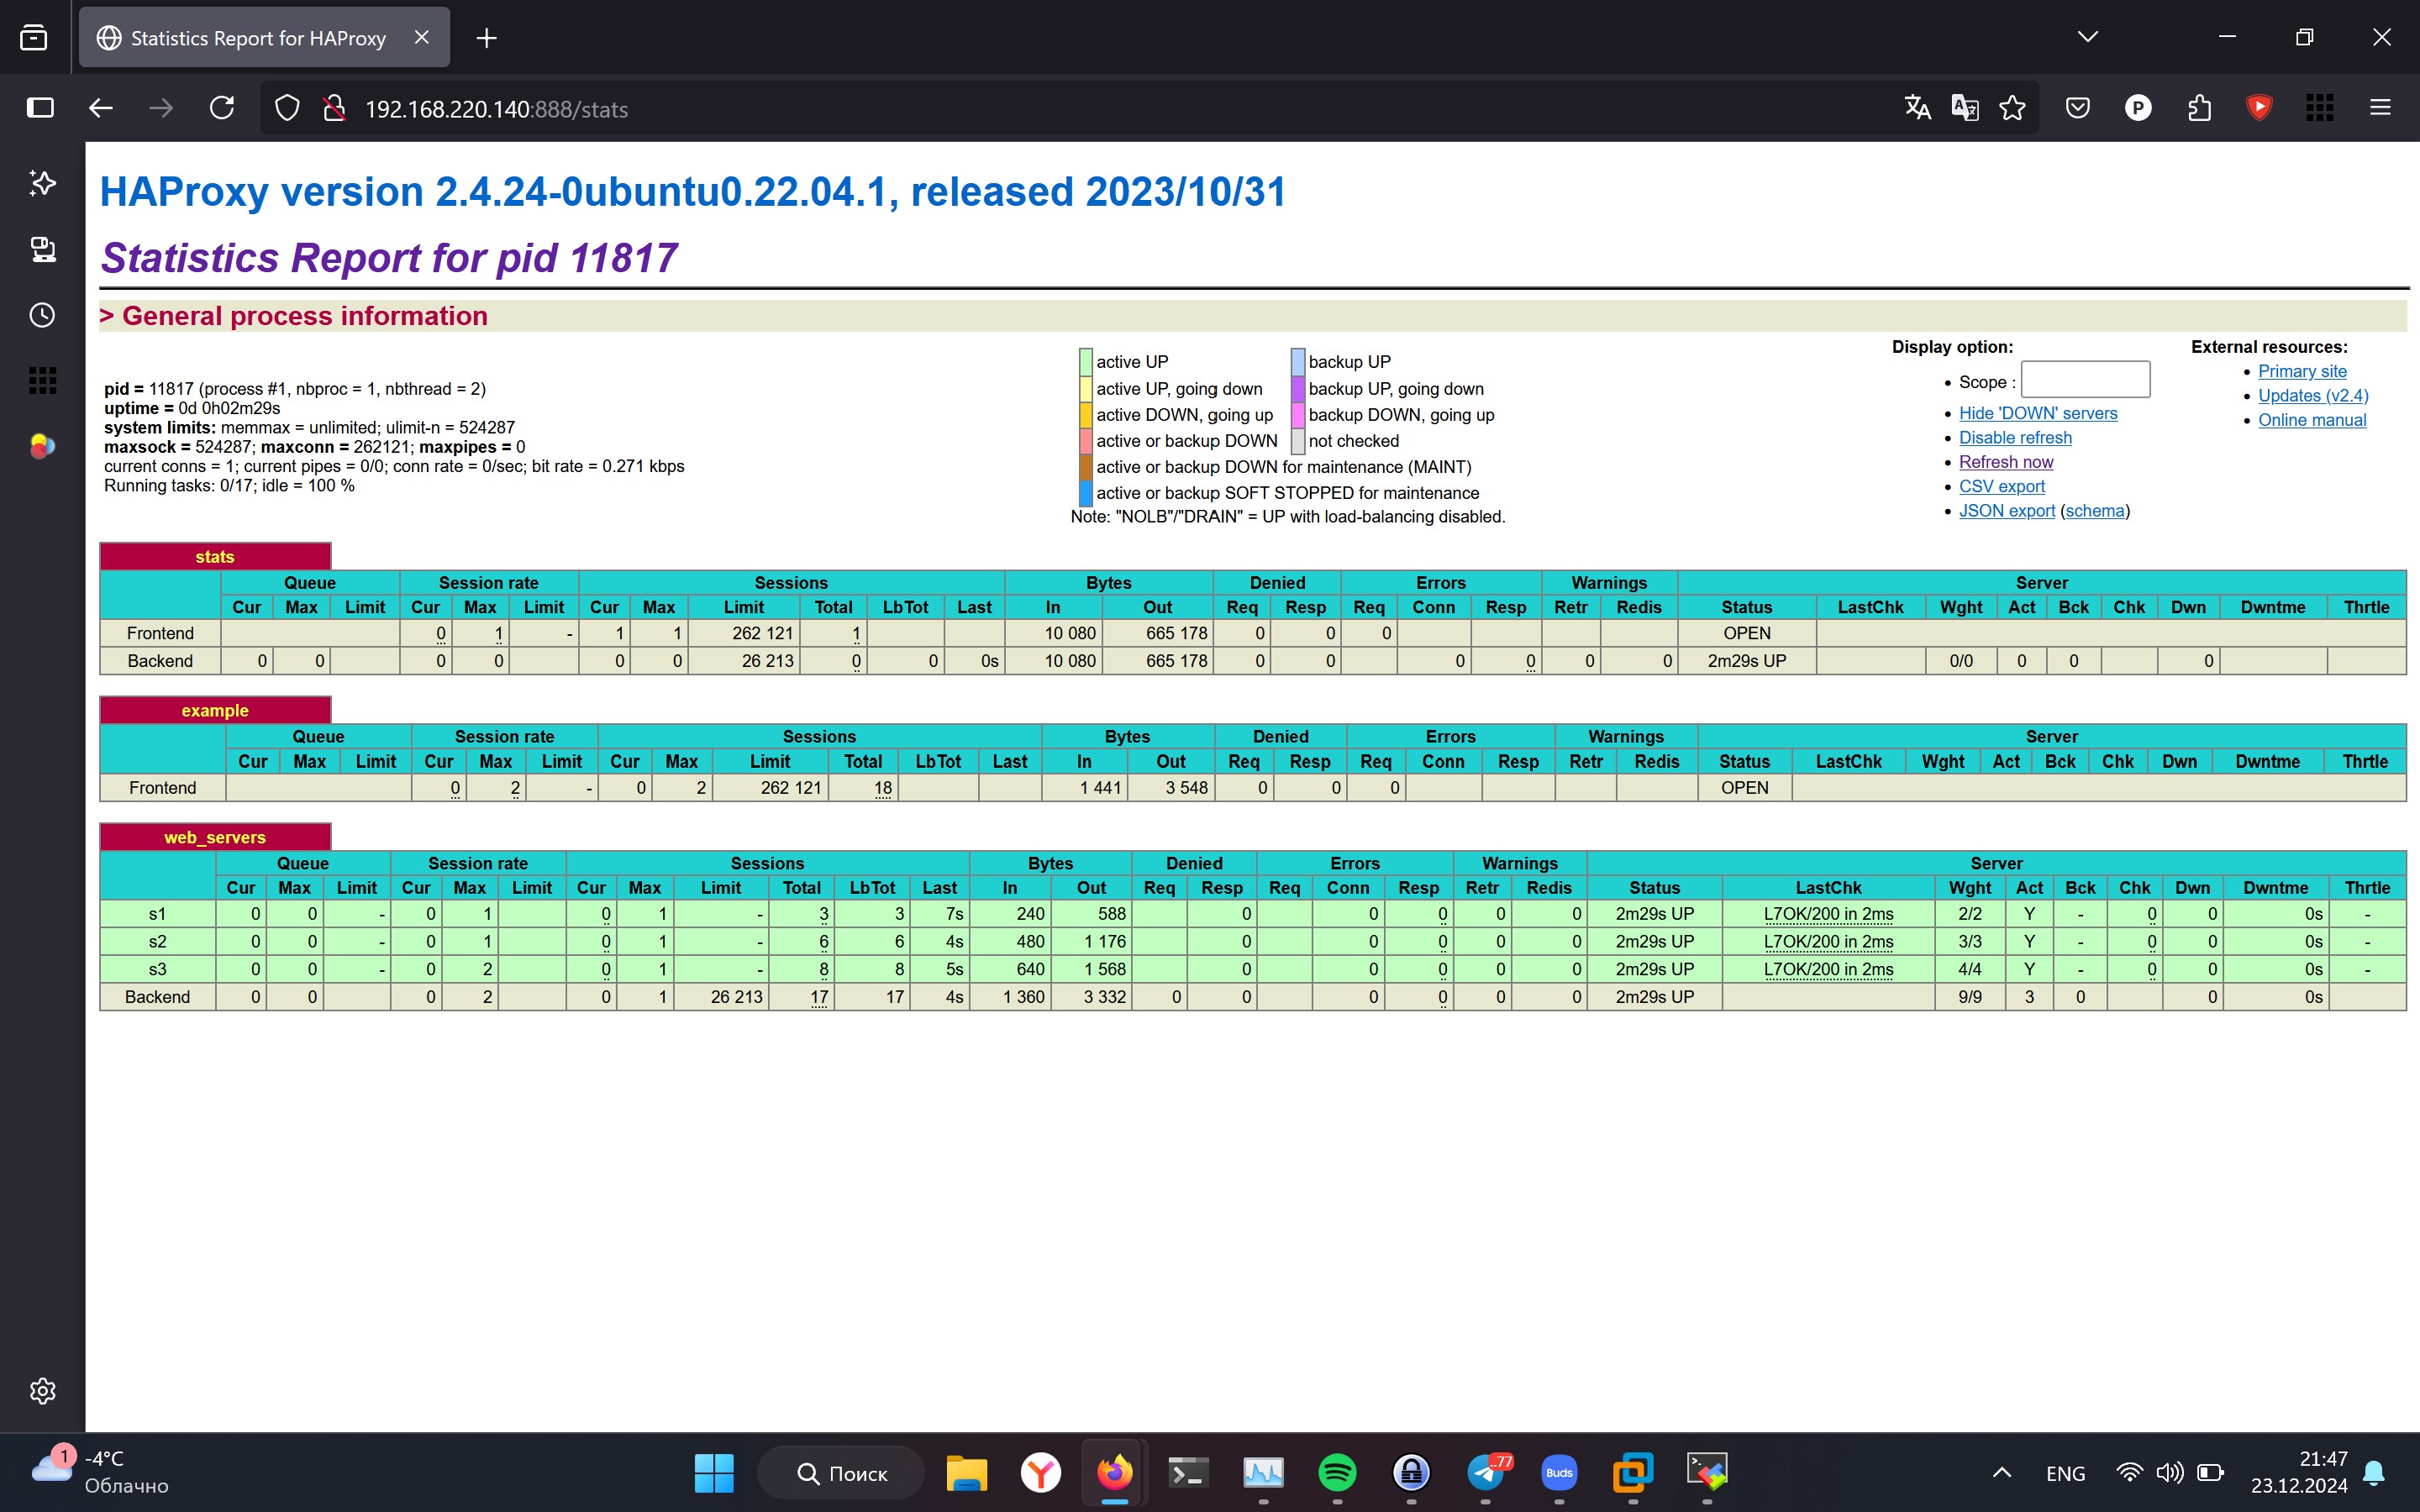 Statistics Report for HAProxy
192.168.220.140:888/stats
HAProxy version 2.4.24-0ubuntu0.22.04.1, released 2023/10/31
Statistics Report for pid 11817
> General process information
pid = 11817 (process #1, nbproc = 1, nbthread = 2)
uptime = 0d 0h02m29s
system limits: memmax = unlimited; ulimit-n = 524287
maxsock = 524287; maxconn = 262121; maxpipes = 0
current conns = 1; current pipes = 0/0; conn rate = 0/sec; bit rate = 0.271 kbps
Running tasks: 0/17; idle = 100 %
active UP backup UP
active UP, going down backup UP, going down
active DOWN, going up backup DOWN, going up
active or backup DOWN not checked
active or backup DOWN for maintenance (MAINT)
active or backup SOFT STOPPED for maintenance
Note: "NOLB"/"DRAIN" = UP with load-balancing disabled.
Display option:
Scope :
Hide 'DOWN' servers
Disable refresh
Refresh now
CSV export
JSON export (schema)
External resources:
Primary site
Updates (v2.4)
Online manual
stats
Queue Session rate Sessions Bytes Denied Errors Warnings Server
Cur Max Limit Cur Max Limit Cur Max Limit Total LbTot Last In Out Req Resp Req Conn Resp Retr Redis Status LastChk Wght Act Bck Chk Dwn Dwntme Thrtle
Frontend 0 1 - 1 1 262 121 1 10 080 665 178 0 0 0 OPEN
Backend 0 0 0 0 0 0 26 213 0 0 0s 10 080 665 178 0 0 0 0 0 0 2m29s UP 0/0 0 0 0
example
Queue Session rate Sessions Bytes Denied Errors Warnings Server
Cur Max Limit Cur Max Limit Cur Max Limit Total LbTot Last In Out Req Resp Req Conn Resp Retr Redis Status LastChk Wght Act Bck Chk Dwn Dwntme Thrtle
Frontend 0 2 - 0 2 262 121 18 1 441 3 548 0 0 0 OPEN
web_servers
Queue Session rate Sessions Bytes Denied Errors Warnings Server
Cur Max Limit Cur Max Limit Cur Max Limit Total LbTot Last In Out Req Resp Req Conn Resp Retr Redis Status LastChk Wght Act Bck Chk Dwn Dwntme Thrtle
s1 0 0 - 0 1 0 1 - 3 3 7s 240 588 0 0 0 0 0 2m29s UP L7OK/200 in 2ms 2/2 Y - 0 0 0s -
s2 0 0 - 0 1 0 1 - 6 6 4s 480 1 176 0 0 0 0 0 2m29s UP L7OK/200 in 2ms 3/3 Y - 0 0 0s -
s3 0 0 - 0 2 0 1 - 8 8 5s 640 1 568 0 0 0 0 0 2m29s UP L7OK/200 in 2ms 4/4 Y - 0 0 0s -
Backend 0 0 0 2 0 1 26 213 17 17 4s 1 360 3 332 0 0 0 0 0 0 2m29s UP 9/9 3 0 0 0s
1
-4°C
Облачно
Поиск
..77
Buds
ENG
21:47
23.12.2024